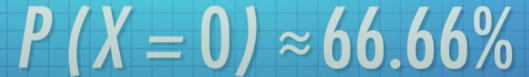 P(X = 0) ≈ 66.66%